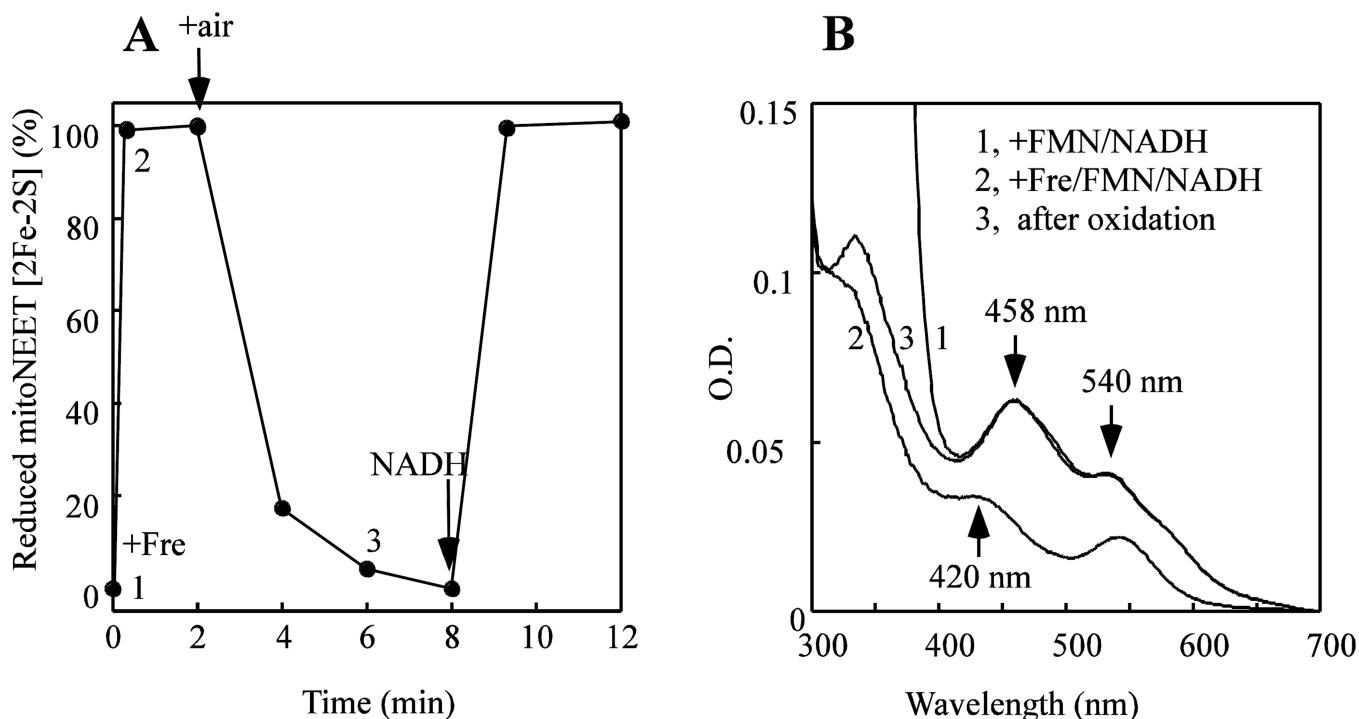 A
+air
Reduced mitoNEET [2Fe-2S] (%)
100
80
60
40
20
0
2
NADH
3
+Fre
1
0
2
4
6
8
10
12
Time (min)
B
O.D.
0.15
0.1
0.05
0
1, +FMN/NADH
2, +Fre/FMN/NADH
3, after oxidation
458 nm
540 nm
2
3
1
420 nm
300
400
500
600
700
Wavelength (nm)